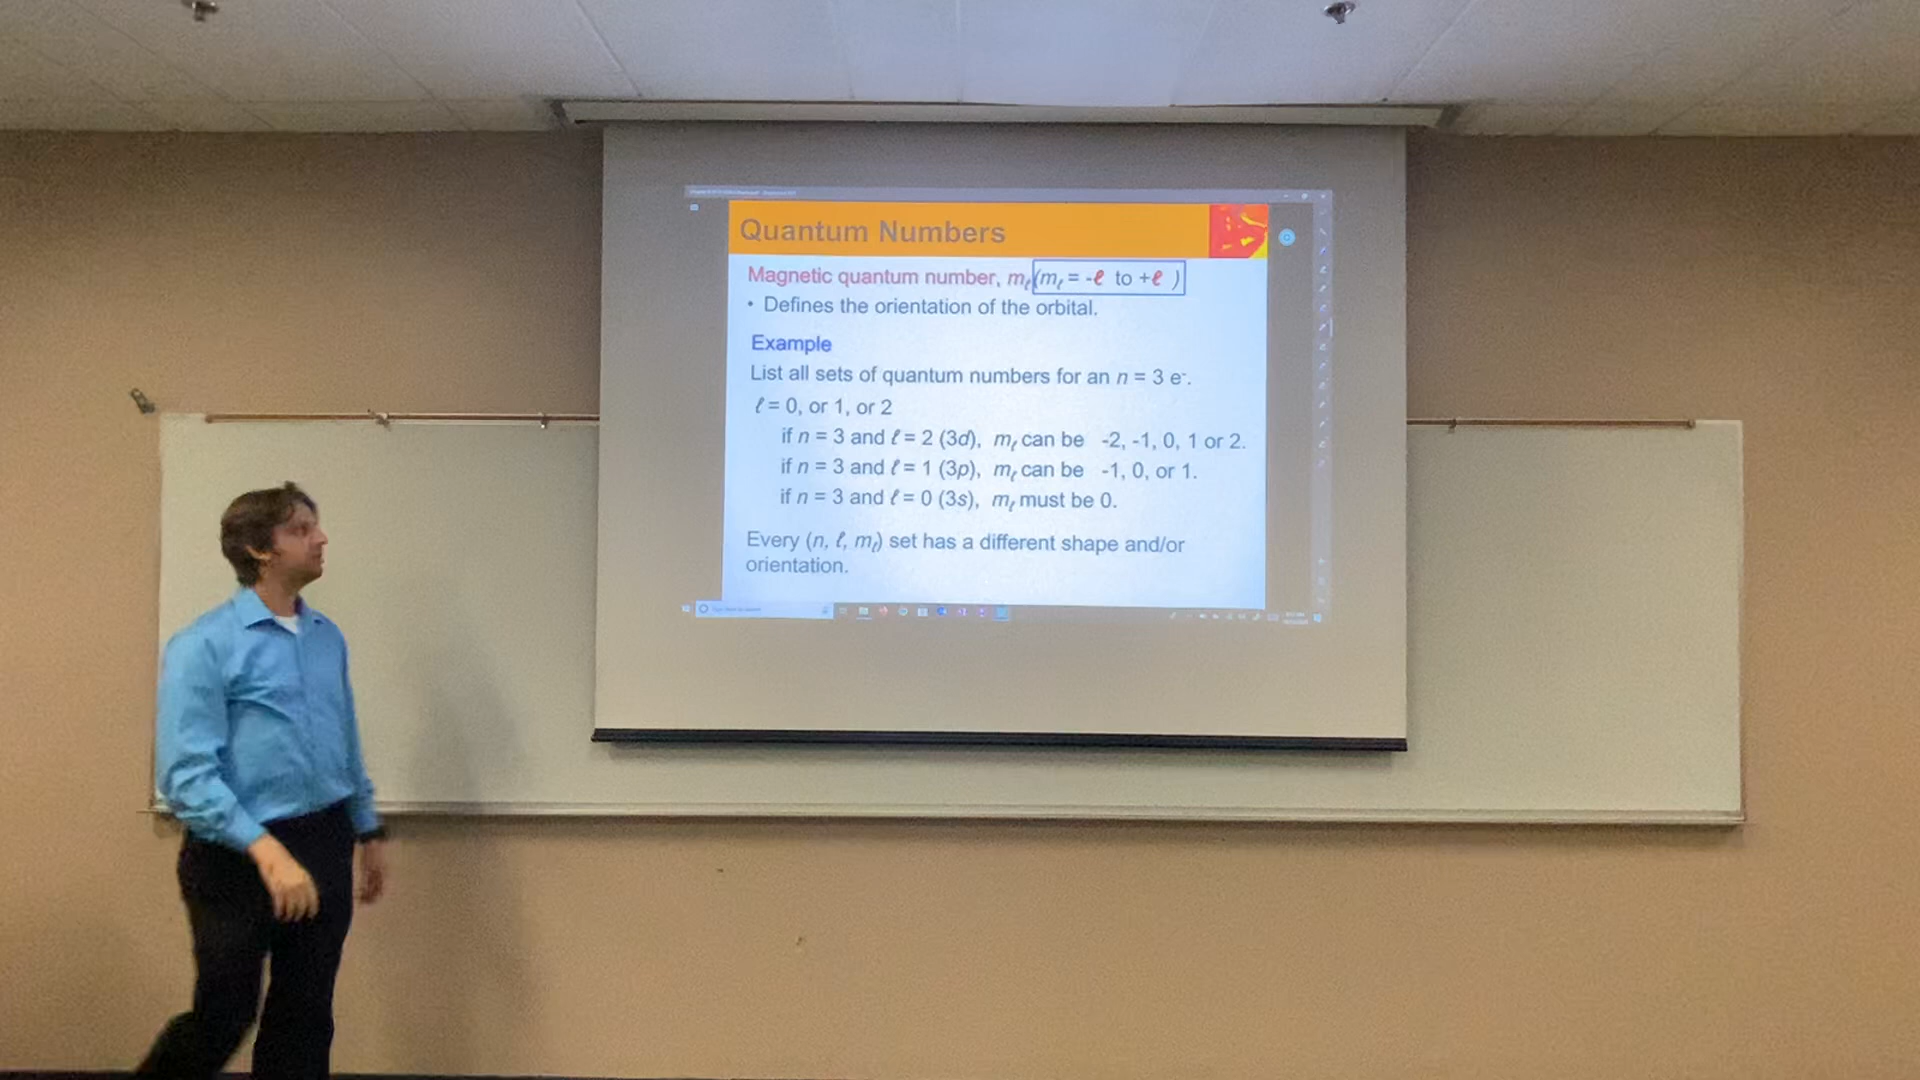 Quantum Numbers
Magnetic quantum number, mℓ (mℓ = -ℓ to +ℓ )
• Defines the orientation of the orbital.
Example
List all sets of quantum numbers for an n = 3 e⁻.
ℓ = 0, or 1, or 2
if n = 3 and ℓ = 2 (3d), mℓ can be -2, -1, 0, 1 or 2.
if n = 3 and ℓ = 1 (3p), mℓ can be -1, 0, or 1.
if n = 3 and ℓ = 0 (3s), mℓ must be 0.
Every (n, ℓ, mℓ) set has a different shape and/or
orientation.